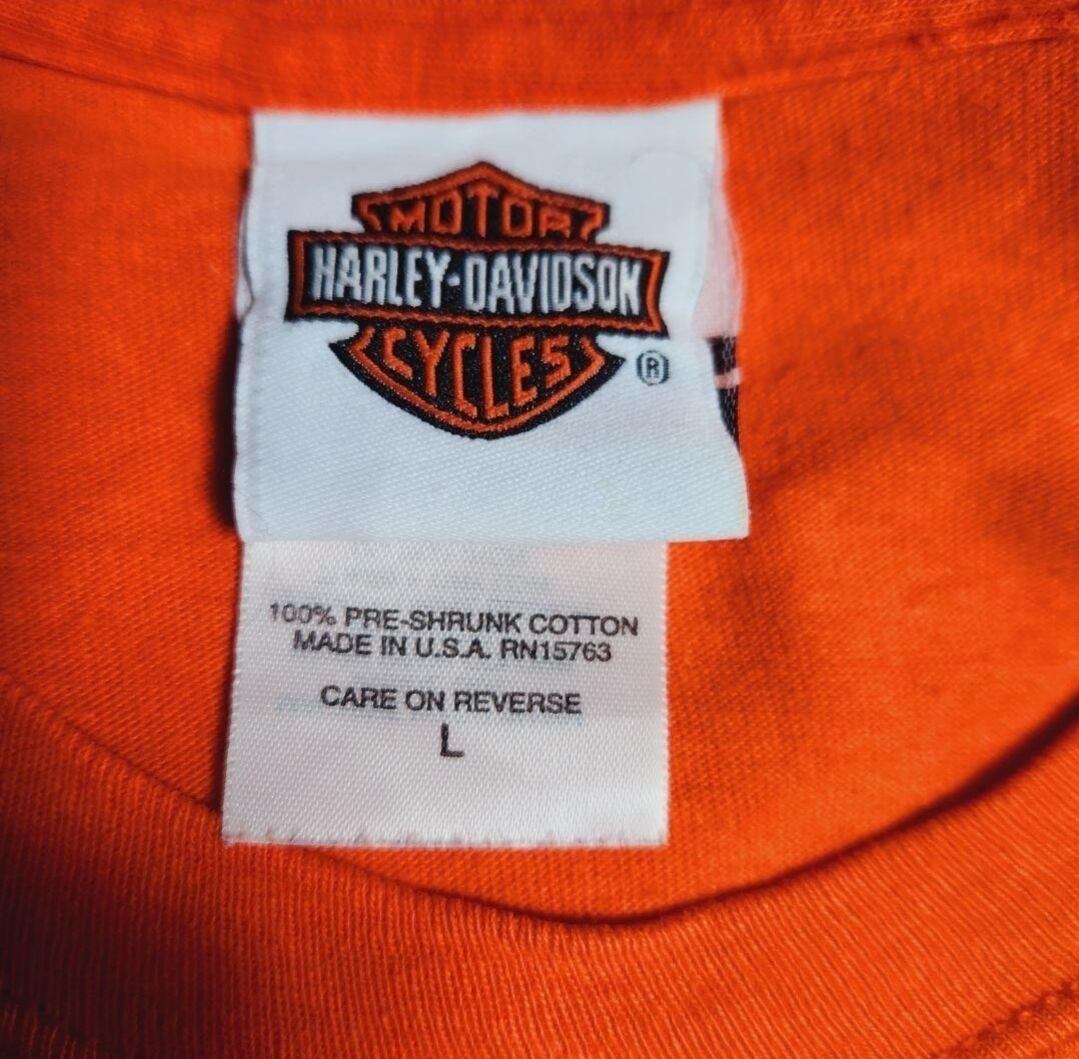 MOTOR
HARLEY-DAVIDSON
CYCLES
®
100% PRE-SHRUNK COTTON
MADE IN U.S.A. RN15763
CARE ON REVERSE
L